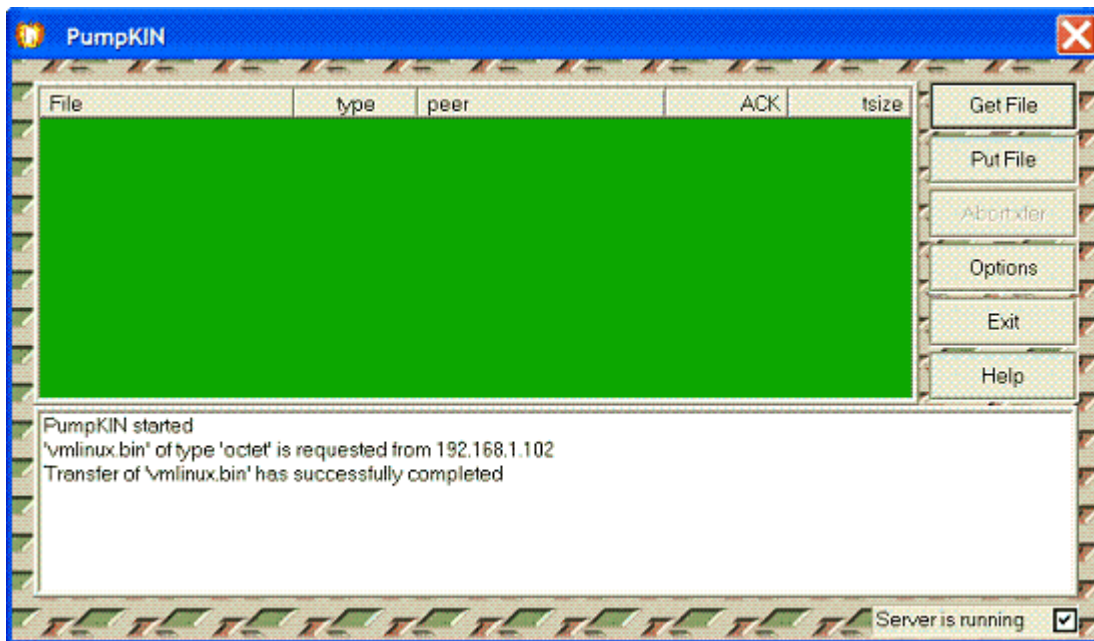 PumpKIN
File type peer ACK tsize
Get File
Put File
Abort xfer
Options
Exit
Help
PumpKIN started
'vmlinux.bin' of type 'octet' is requested from 192.168.1.102
Transfer of 'vmlinux.bin' has successfully completed
Server is running